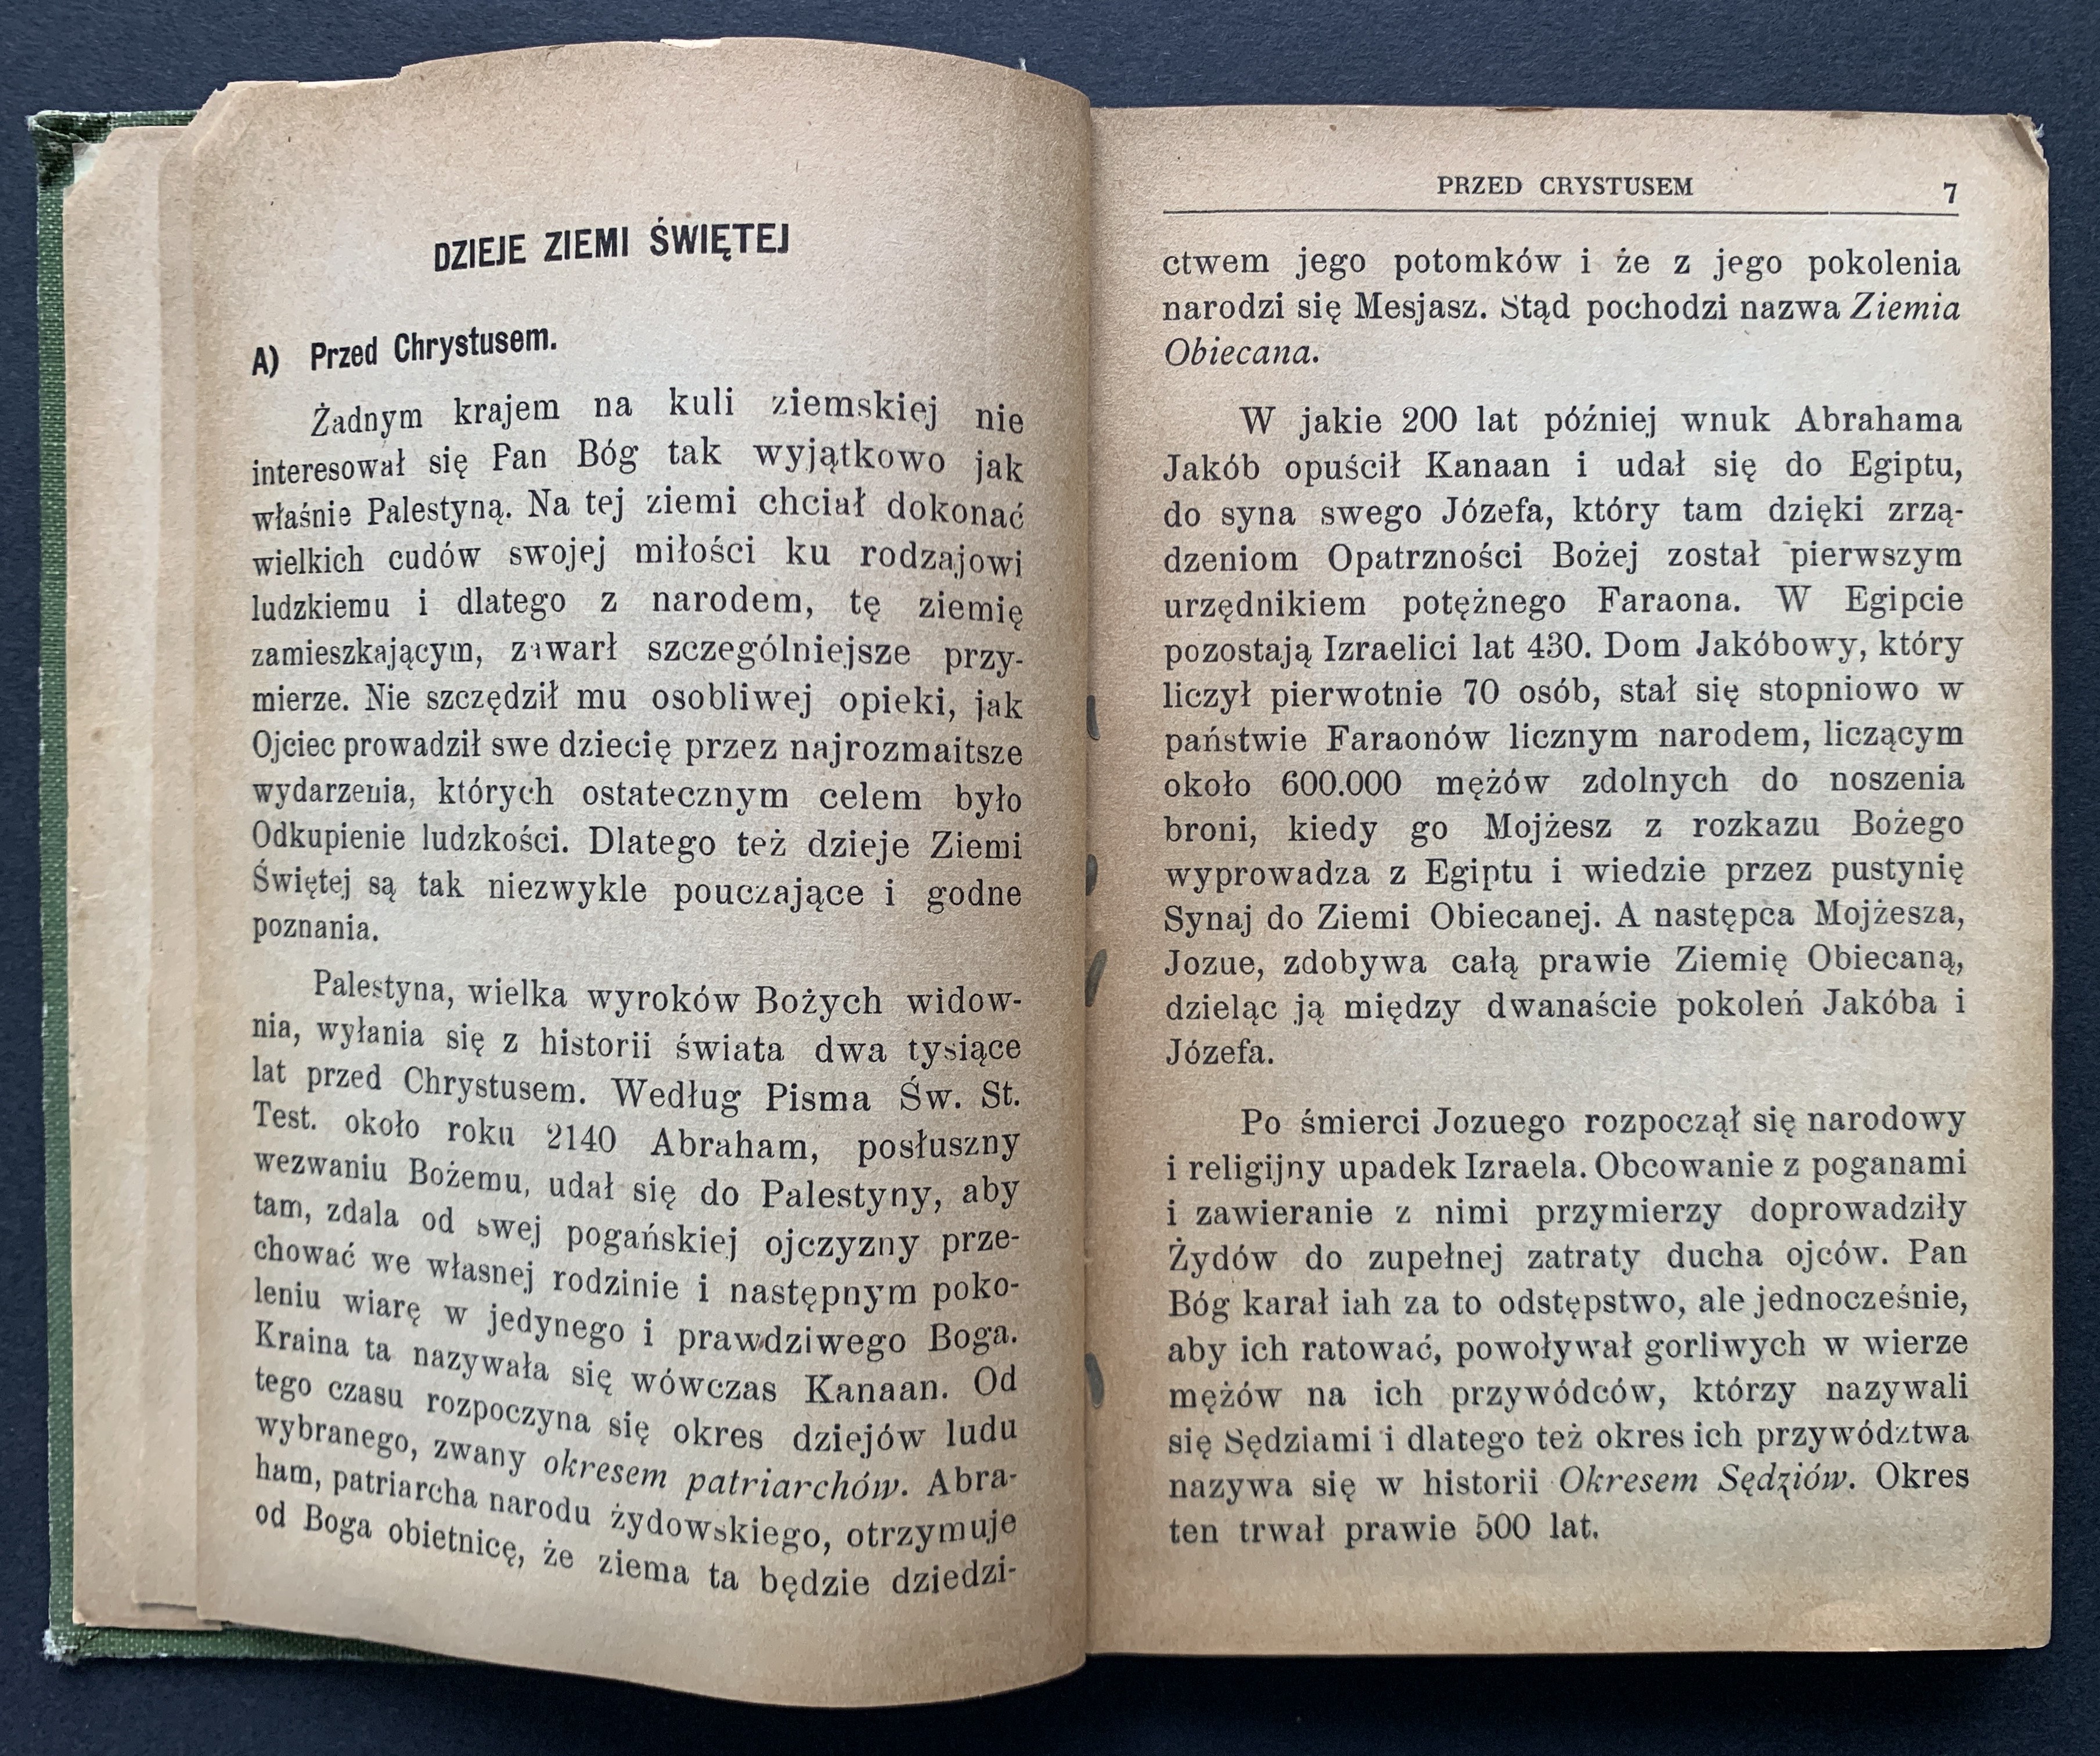 DZIEJE ZIEMI ŚWIĘTEJ
A) Przed Chrystusem.
Żadnym krajem na kuli ziemskiej nie
interesował się Pan Bóg tak wyjątkowo jak
właśnie Palestyną. Na tej ziemi chciał dokonać
wielkich cudów swojej miłości ku rodzajowi
ludzkiemu i dlatego z narodem, tę ziemię
zamieszkającym, zawarł szczególniejsze przy-
mierze. Nie szczędził mu osobliwej opieki, jak
Ojciec prowadził swe dziecię przez najrozmaitsze
wydarzenia, których ostatecznym celem było
Odkupienie ludzkości. Dlatego też dzieje Ziemi
Świętej są tak niezwykle pouczające i godne
poznania.
Palestyna, wielka wyroków Bożych widow-
nia, wyłania się z historii świata dwa tysiące
lat przed Chrystusem. Według Pisma Św. St.
Test. około roku 2140 Abraham, posłuszny
wezwaniu Bożemu, udał się do Palestyny, aby
tam, zdala od swej pogańskiej ojczyzny prze-
chować we własnej rodzinie i następnym poko-
leniu wiarę w jedynego i prawdziwego Boga.
Kraina ta nazywała się wówczas Kanaan. Od
tego czasu rozpoczyna się okres dziejów ludu
wybranego, zwany okresem patriarchów. Abra-
ham, patriarcha narodu żydowskiego, otrzymuje
od Boga obietnicę, że ziema ta będzie dziedzi-
PRZED CRYSTUSEM 7
ctwem jego potomków i że z jego pokolenia
narodzi się Mesjasz. Stąd pochodzi nazwa Ziemia
Obiecana.
W jakie 200 lat później wnuk Abrahama
Jakób opuścił Kanaan i udał się do Egiptu,
do syna swego Józefa, który tam dzięki zrzą-
dzeniom Opatrzności Bożej został pierwszym
urzędnikiem potężnego Faraona. W Egipcie
pozostają Izraelici lat 430. Dom Jakóbowy, który
liczył pierwotnie 70 osób, stał się stopniowo w
państwie Faraonów licznym narodem, liczącym
około 600.000 mężów zdolnych do noszenia
broni, kiedy go Mojżesz z rozkazu Bożego
wyprowadza z Egiptu i wiedzie przez pustynię
Synaj do Ziemi Obiecanej. A następca Mojżesza,
Jozue, zdobywa całą prawie Ziemię Obiecaną,
dzieląc ją między dwanaście pokoleń Jakóba i
Józefa.
Po śmierci Jozuego rozpoczął się narodowy
i religijny upadek Izraela. Obcowanie z poganami
i zawieranie z nimi przymierzy doprowadziły
Żydów do zupełnej zatraty ducha ojców. Pan
Bóg karał iah za to odstępstwo, ale jednocześnie,
aby ich ratować, powoływał gorliwych w wierze
mężów na ich przywódców, którzy nazywali
się Sędziami i dlatego też okres ich przywództwa
nazywa się w historii Okresem Sędziów. Okres
ten trwał prawie 500 lat.